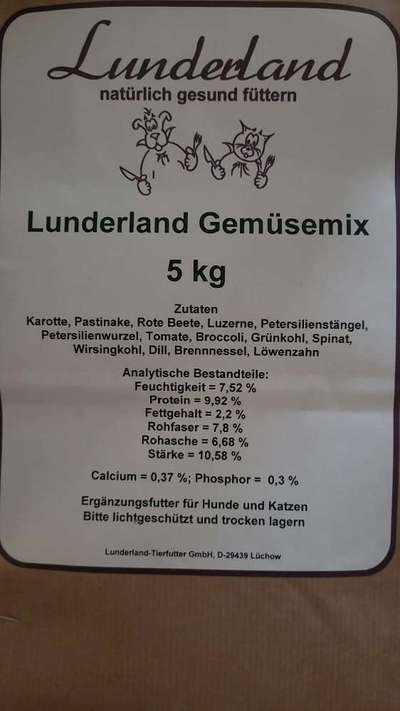 Lunderland
natürlich gesund füttern
Lunderland Gemüsemix
5 kg
Zutaten
Karotte, Pastinake, Rote Beete, Luzerne, Petersilienstängel,
Petersilienwurzel, Tomate, Broccoli, Grünkohl, Spinat,
Wirsingkohl, Dill, Brennnessel, Löwenzahn
Analytische Bestandteile:
Feuchtigkeit = 7,52 %
Protein = 9,92 %
Fettgehalt = 2,2 %
Rohfaser = 7,8 %
Rohasche = 6,68 %
Stärke = 10,58 %
Calcium = 0,37 %; Phosphor = 0,3 %
Ergänzungsfutter für Hunde und Katzen
Bitte lichtgeschützt und trocken lagern
Lunderland-Tierfutter GmbH, D-29439 Lüchow